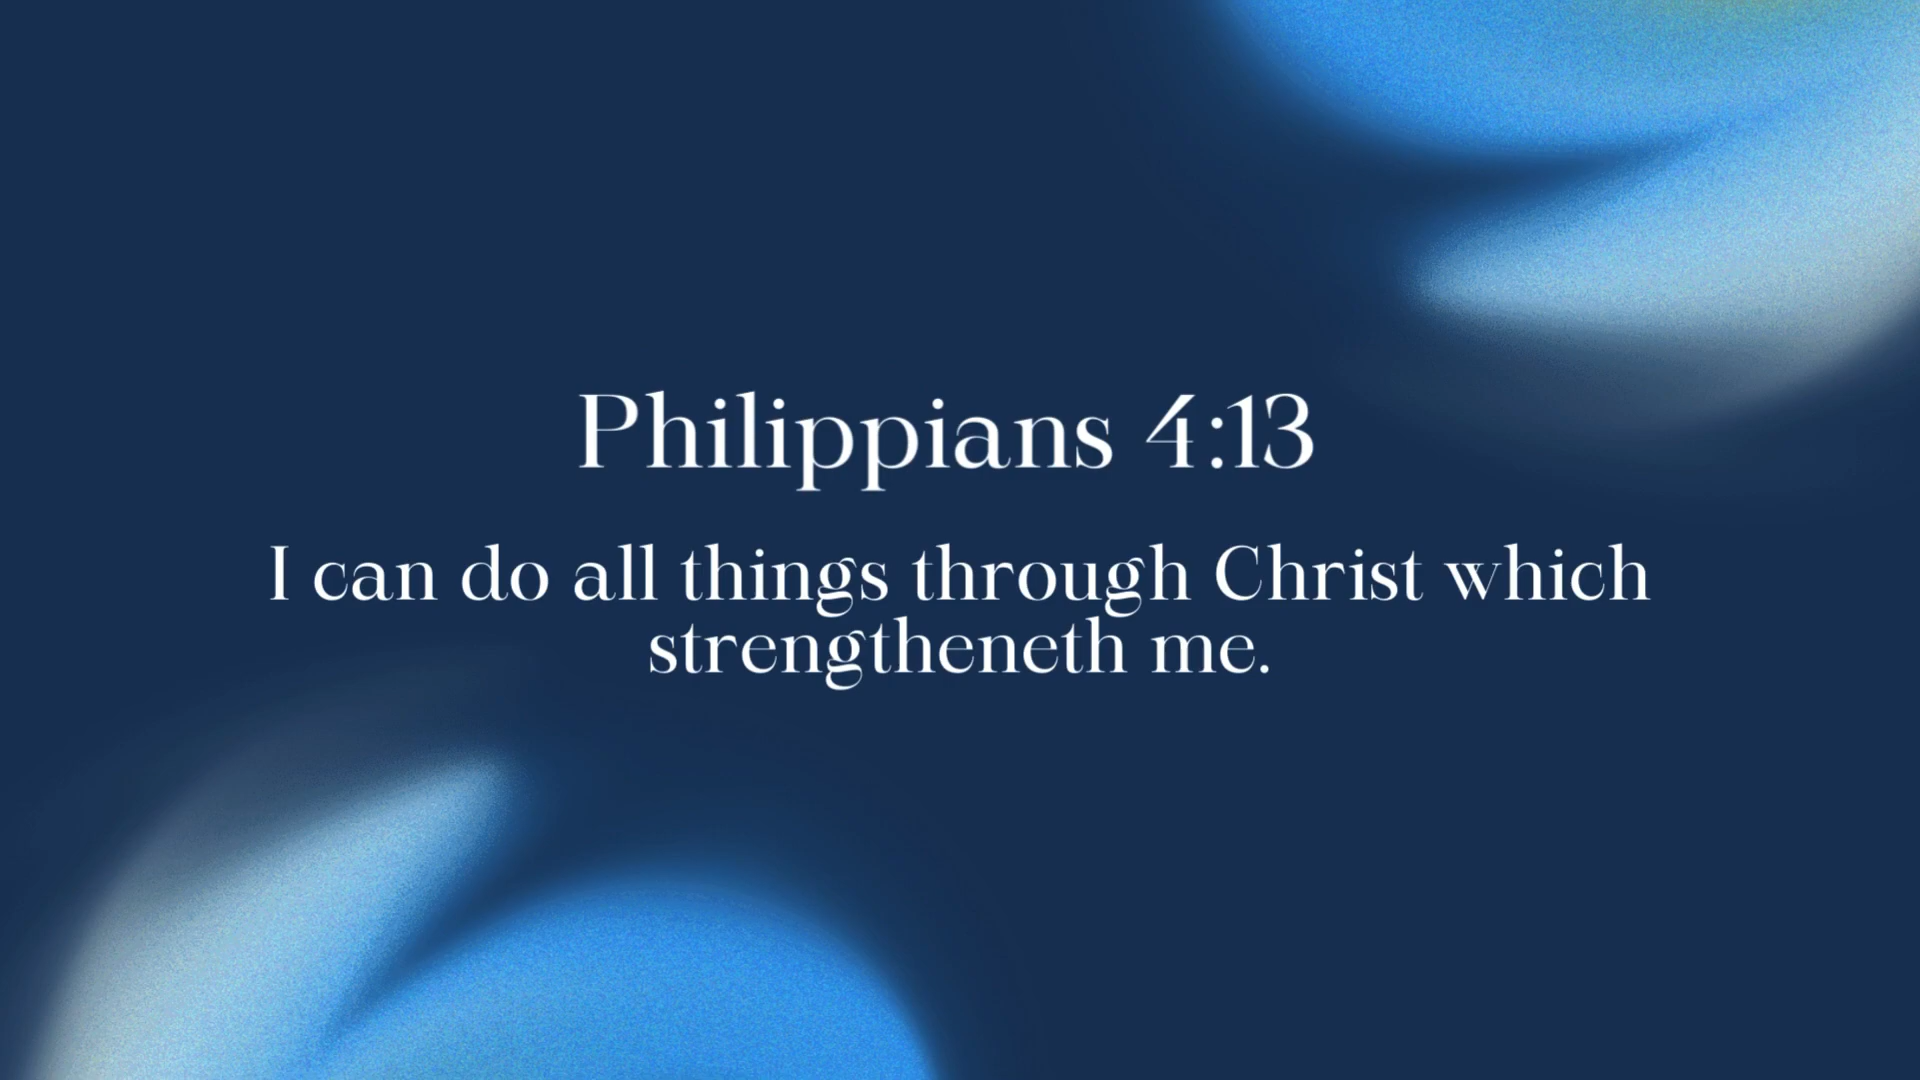 Philippians 4:13
I can do all things through Christ which
strengtheneth me.